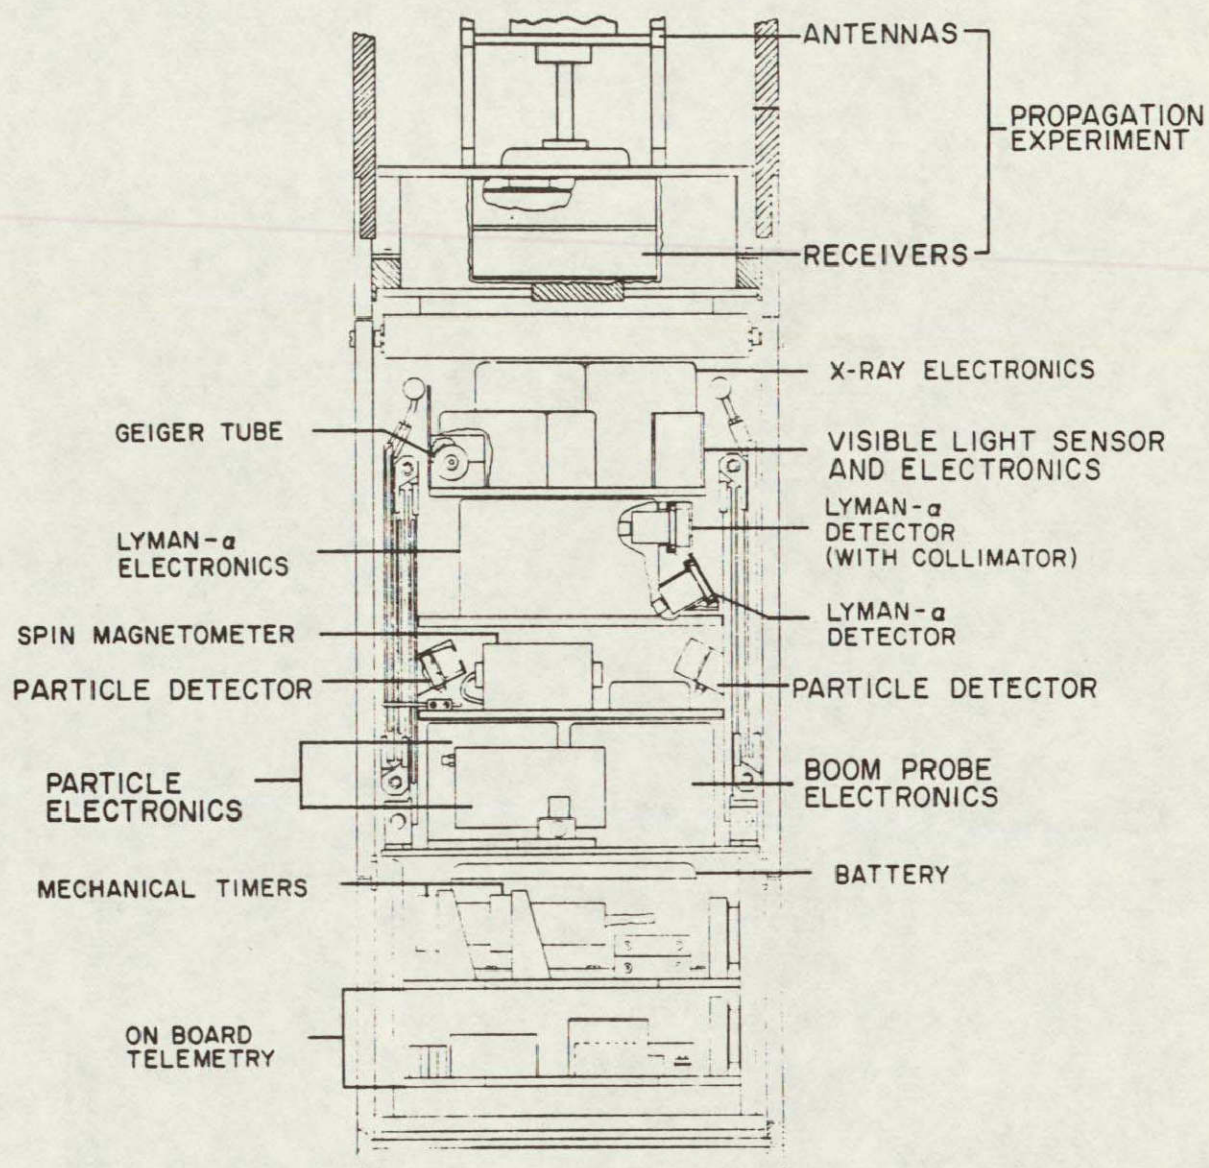 ANTENNAS
PROPAGATION
EXPERIMENT
RECEIVERS
X-RAY ELECTRONICS
GEIGER TUBE
VISIBLE LIGHT SENSOR
AND ELECTRONICS
LYMAN-α
DETECTOR
(WITH COLLIMATOR)
LYMAN-α
ELECTRONICS
LYMAN-α
DETECTOR
SPIN MAGNETOMETER
PARTICLE DETECTOR
PARTICLE DETECTOR
PARTICLE
ELECTRONICS
BOOM PROBE
ELECTRONICS
BATTERY
MECHANICAL TIMERS
ON BOARD
TELEMETRY